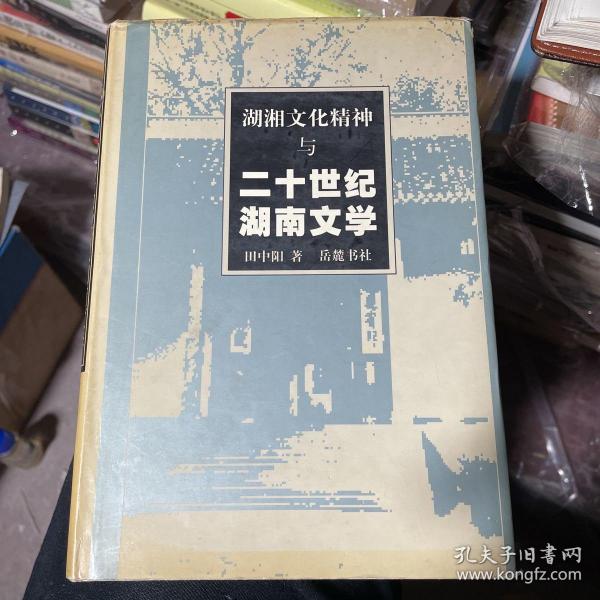 湖湘文化精神
与
二十世纪
湖南文学
田中阳 著 岳麓书社
孔夫子旧书网
www.kongfz.com